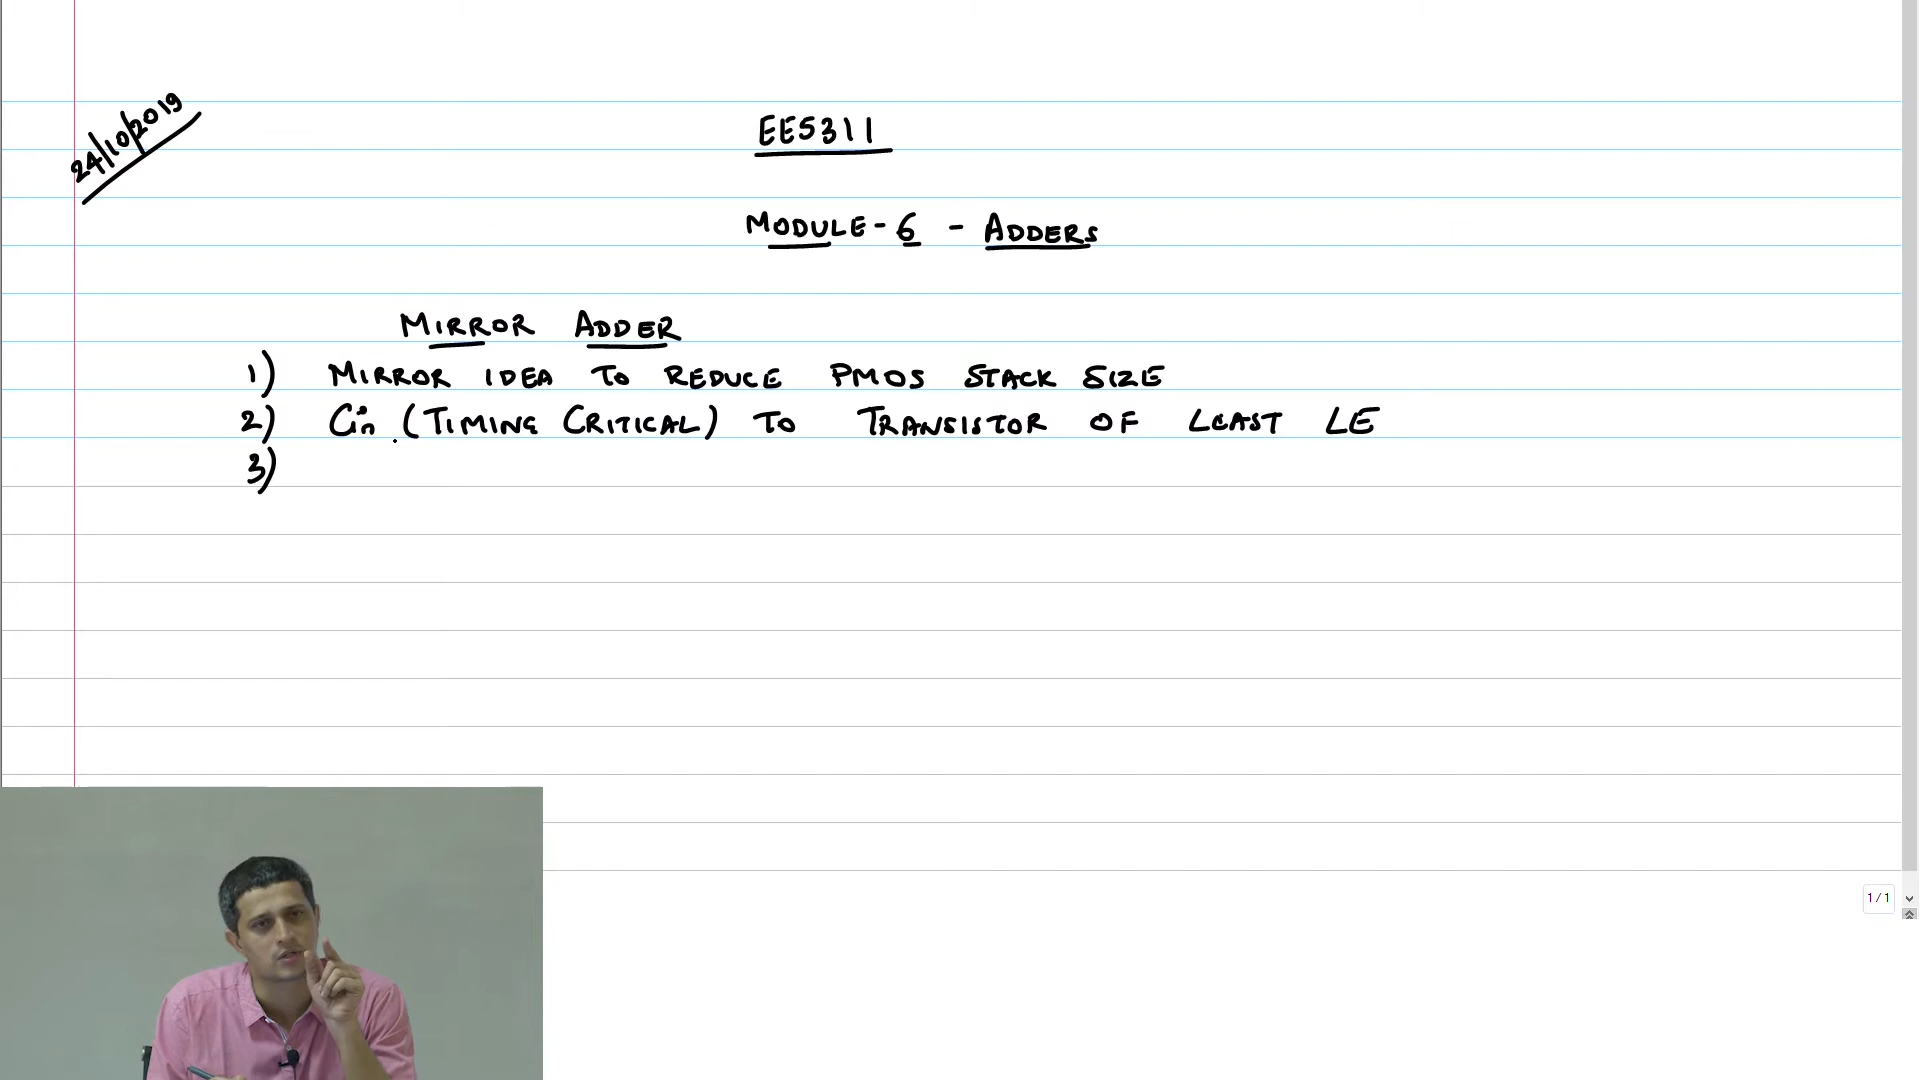 24/10/2019
EE5311
MODULE-6 - ADDERS
MIRROR ADDER
1) MIRROR IDEA TO REDUCE PMOS STACK SIZE
2) Cin (TIMING CRITICAL) TO TRANSISTOR OF LEAST LE
3)
1/1